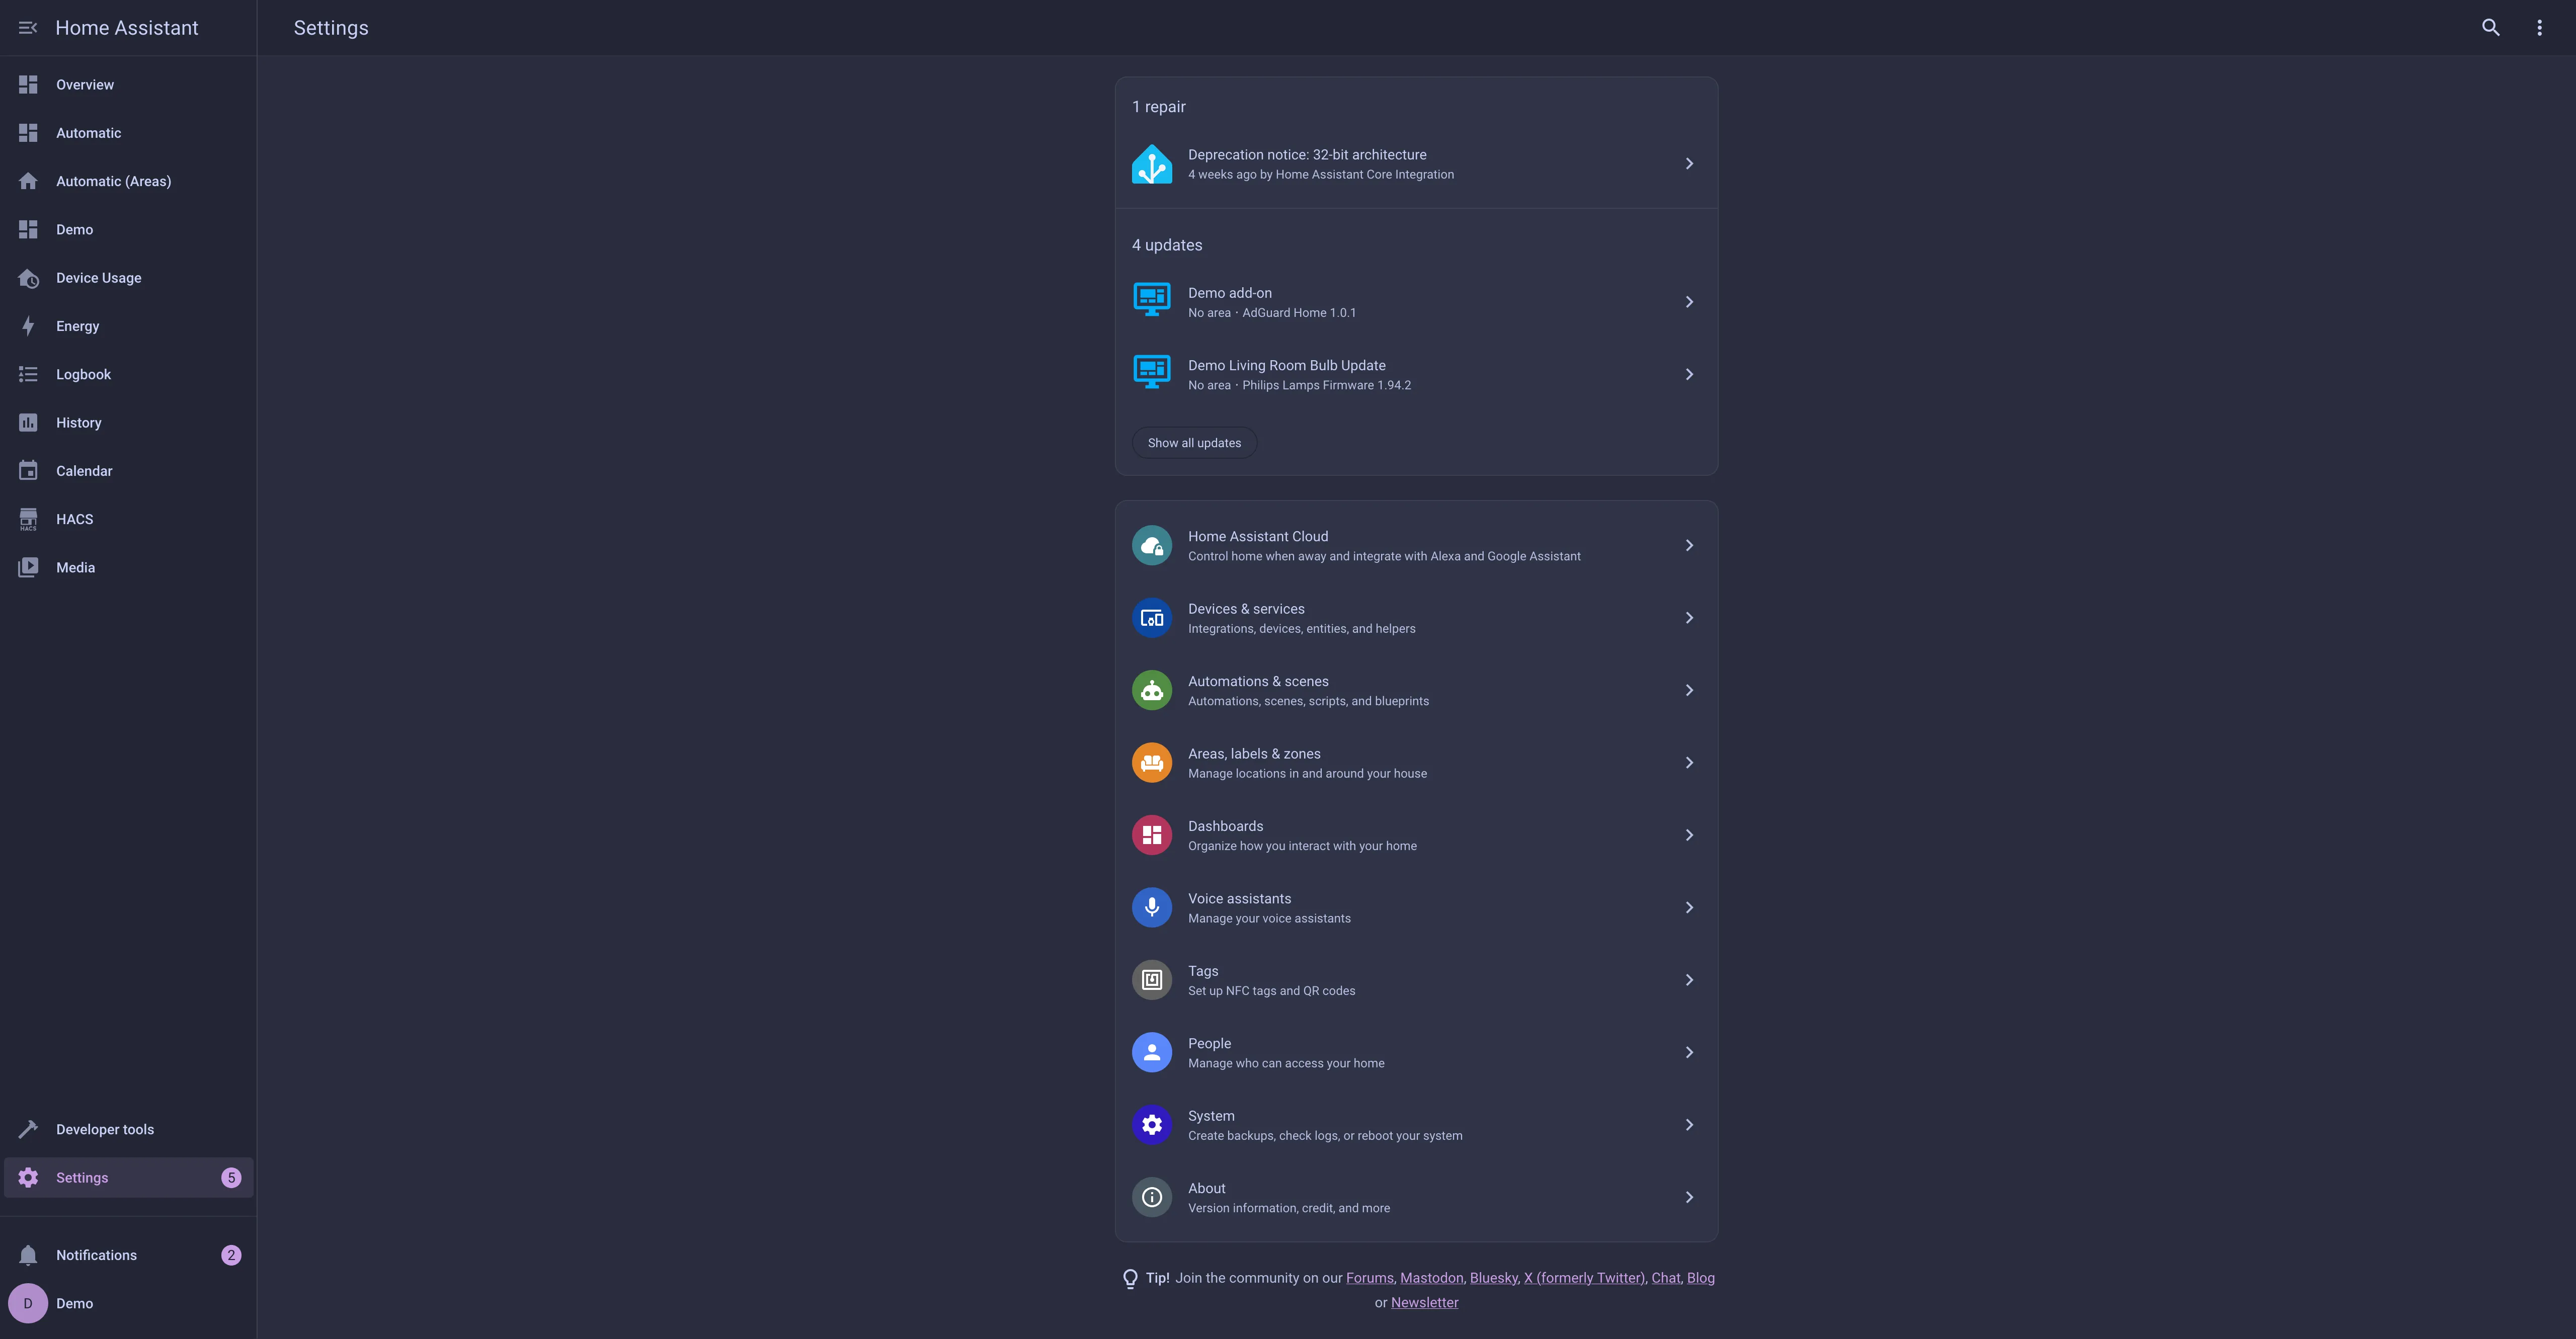 Home Assistant
Overview
Automatic
Automatic (Areas)
Demo
Device Usage
Energy
Logbook
History
Calendar
HACS
HACS
Media
Developer tools
Settings 5
Notifications 2
D Demo
Settings
1 repair
Deprecation notice: 32-bit architecture
4 weeks ago by Home Assistant Core Integration
4 updates
Demo add-on
No area · AdGuard Home 1.0.1
Demo Living Room Bulb Update
No area · Philips Lamps Firmware 1.94.2
Show all updates
Home Assistant Cloud
Control home when away and integrate with Alexa and Google Assistant
Devices & services
Integrations, devices, entities, and helpers
Automations & scenes
Automations, scenes, scripts, and blueprints
Areas, labels & zones
Manage locations in and around your house
Dashboards
Organize how you interact with your home
Voice assistants
Manage your voice assistants
Tags
Set up NFC tags and QR codes
People
Manage who can access your home
System
Create backups, check logs, or reboot your system
About
Version information, credit, and more
Tip! Join the community on our Forums, Mastodon, Bluesky, X (formerly Twitter), Chat, Blog
or Newsletter